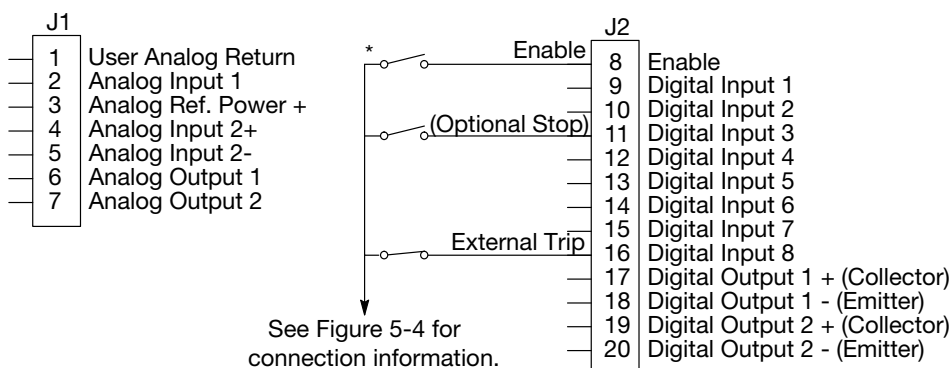 J1
1 User Analog Return
2 Analog Input 1
3 Analog Ref. Power +
4 Analog Input 2+
5 Analog Input 2-
6 Analog Output 1
7 Analog Output 2
*
Enable
(Optional Stop)
External Trip
See Figure 5-4 for
connection information.
J2
8 Enable
9 Digital Input 1
10 Digital Input 2
11 Digital Input 3
12 Digital Input 4
13 Digital Input 5
14 Digital Input 6
15 Digital Input 7
16 Digital Input 8
17 Digital Output 1 + (Collector)
18 Digital Output 1 - (Emitter)
19 Digital Output 2 + (Collector)
20 Digital Output 2 - (Emitter)